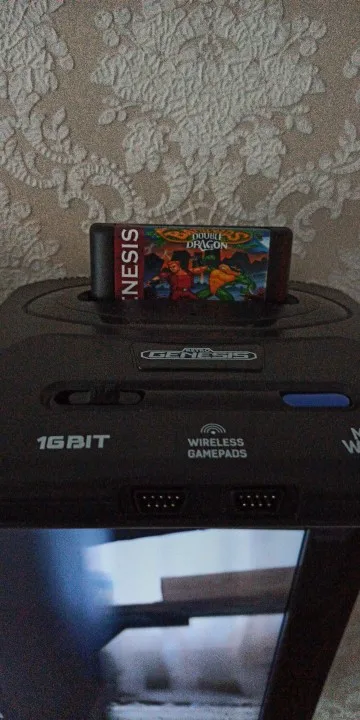 NESIS
DOUBLE
DRAGON
GENESIS
16BIT
WIRELESS
GAMEPADS